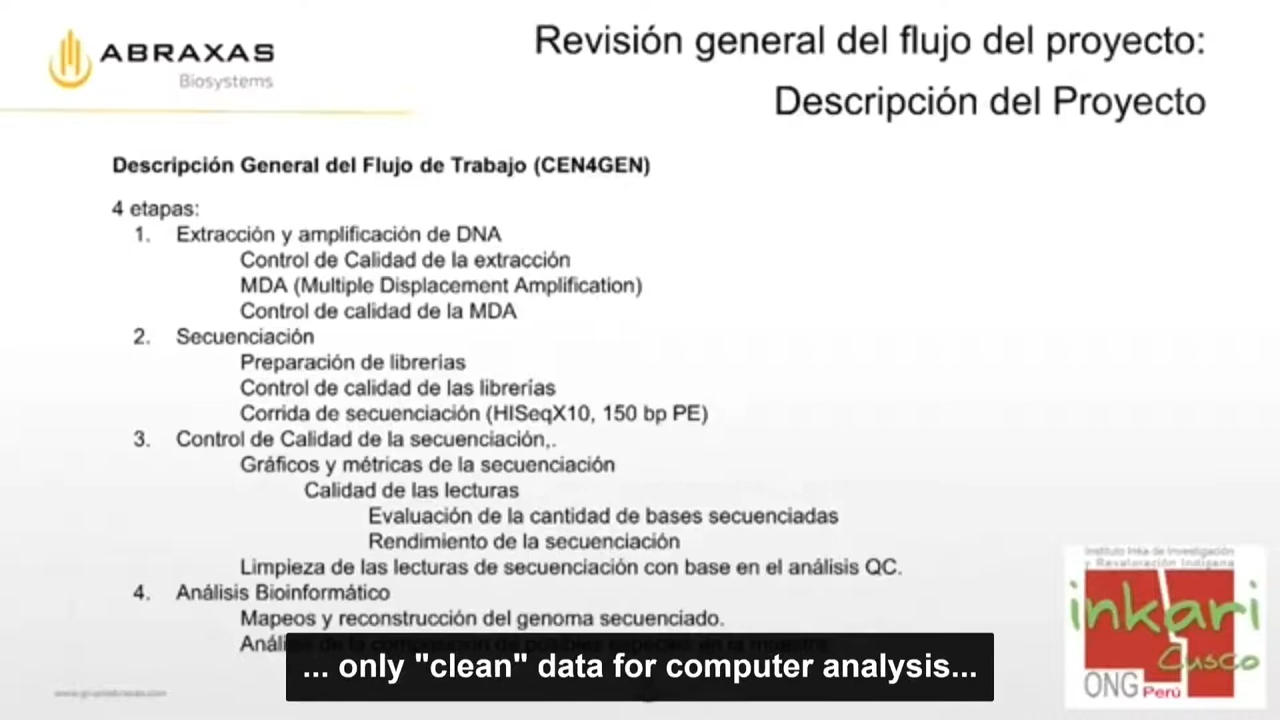 ABRAXAS
Biosystems
Revisión general del flujo del proyecto:
Descripción del Proyecto
Descripción General del Flujo de Trabajo (CEN4GEN)
4 etapas:
1. Extracción y amplificación de DNA
Control de Calidad de la extracción
MDA (Multiple Displacement Amplification)
Control de calidad de la MDA
2. Secuenciación
Preparación de librerías
Control de calidad de las librerías
Corrida de secuenciación (HISeqX10, 150 bp PE)
3. Control de Calidad de la secuenciación,.
Gráficos y métricas de la secuenciación
Calidad de las lecturas
Evaluación de la cantidad de bases secuenciadas
Rendimiento de la secuenciación
Limpieza de las lecturas de secuenciación con base en el análisis QC.
4. Análisis Bioinformático
Mapeos y reconstrucción del genoma secuenciado.
... only "clean" data for computer analysis...
Instituto Inka de Investigación
y Revaloración Indígena
inkari
Cusco
ONG Perú